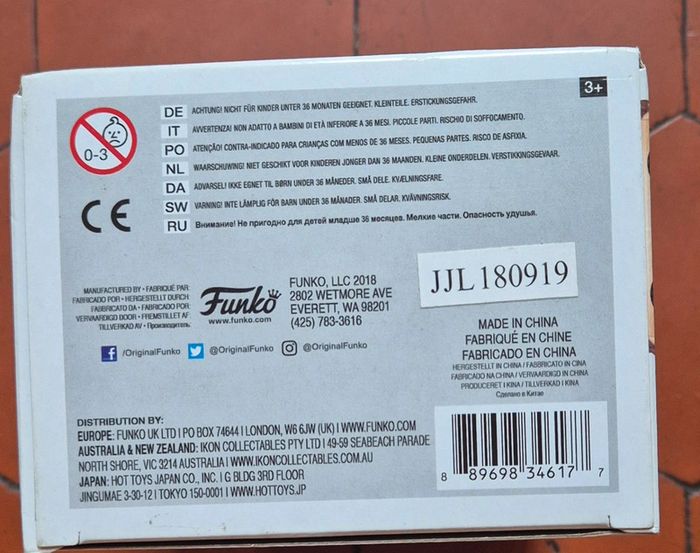 3+
0-3
DE ACHTUNG! NICHT FÜR KINDER UNTER 36 MONATEN GEEIGNET. KLEINTEILE. ERSTICKUNGSGEFAHR.
IT AVVERTENZA! NON ADATTO A BAMBINI DI ETÀ INFERIORE A 36 MESI. PICCOLE PARTI. RISCHIO DI SOFFOCAMENTO.
PO ATENÇÃO! CONTRA-INDICADO PARA CRIANÇAS COM MENOS DE 36 MESES. PEQUENAS PARTES. RISCO DE ASFIXIA.
NL WAARSCHUWING! NIET GESCHIKT VOOR KINDEREN JONGER DAN 36 MAANDEN. KLEINE ONDERDELEN. VERSTIKKINGSGEVAAR.
DA ADVARSEL! IKKE EGNET TIL BØRN UNDER 36 MÅNEDER. SMÅ DELE. KVÆLNINGSFARE.
SW VARNING! INTE LÄMPLIG FÖR BARN UNDER 36 MÅNADER. SMÅ DELAR. KVÄVNINGSRISK.
RU Внимание! Не пригодно для детей младше 36 месяцев. Мелкие части. Опасность удушья.
CE
MANUFACTURED BY • FABRIQUÉ PAR
FABRICADO POR • HERGESTELLT DURCH
FABBRICATO DA • FABRICADO POR
VERVAARDIGD DOOR • FREMSTILLET AF
TILLVERKAD AV • Производитель
Funko
www.funko.com
FUNKO, LLC 2018
2802 WETMORE AVE
EVERETT, WA 98201
(425) 783-3616
JJL180919
f /OriginalFunko @OriginalFunko @OriginalFunko
MADE IN CHINA
FABRIQUÉ EN CHINE
FABRICADO EN CHINA
HERGESTELLT IN CHINA / FABBRICATO IN CINA
FABRICADO NA CHINA / VERVAARDIGD IN CHINA
PRODUCERET I KINA / TILLVERKAD I KINA
Сделано в Китае
DISTRIBUTION BY:
EUROPE: FUNKO UK LTD I PO BOX 74644 I LONDON, W6 6JW (UK) I WWW.FUNKO.COM
AUSTRALIA & NEW ZEALAND: IKON COLLECTABLES PTY LTD I 49-59 SEABEACH PARADE
NORTH SHORE, VIC 3214 AUSTRALIA I WWW.IKONCOLLECTABLES.COM.AU
JAPAN: HOT TOYS JAPAN CO., INC. I G BLDG 3RD FLOOR
JINGUMAE 3-30-12 I TOKYO 150-0001 I WWW.HOTTOYS.JP
8 89698 34617 7